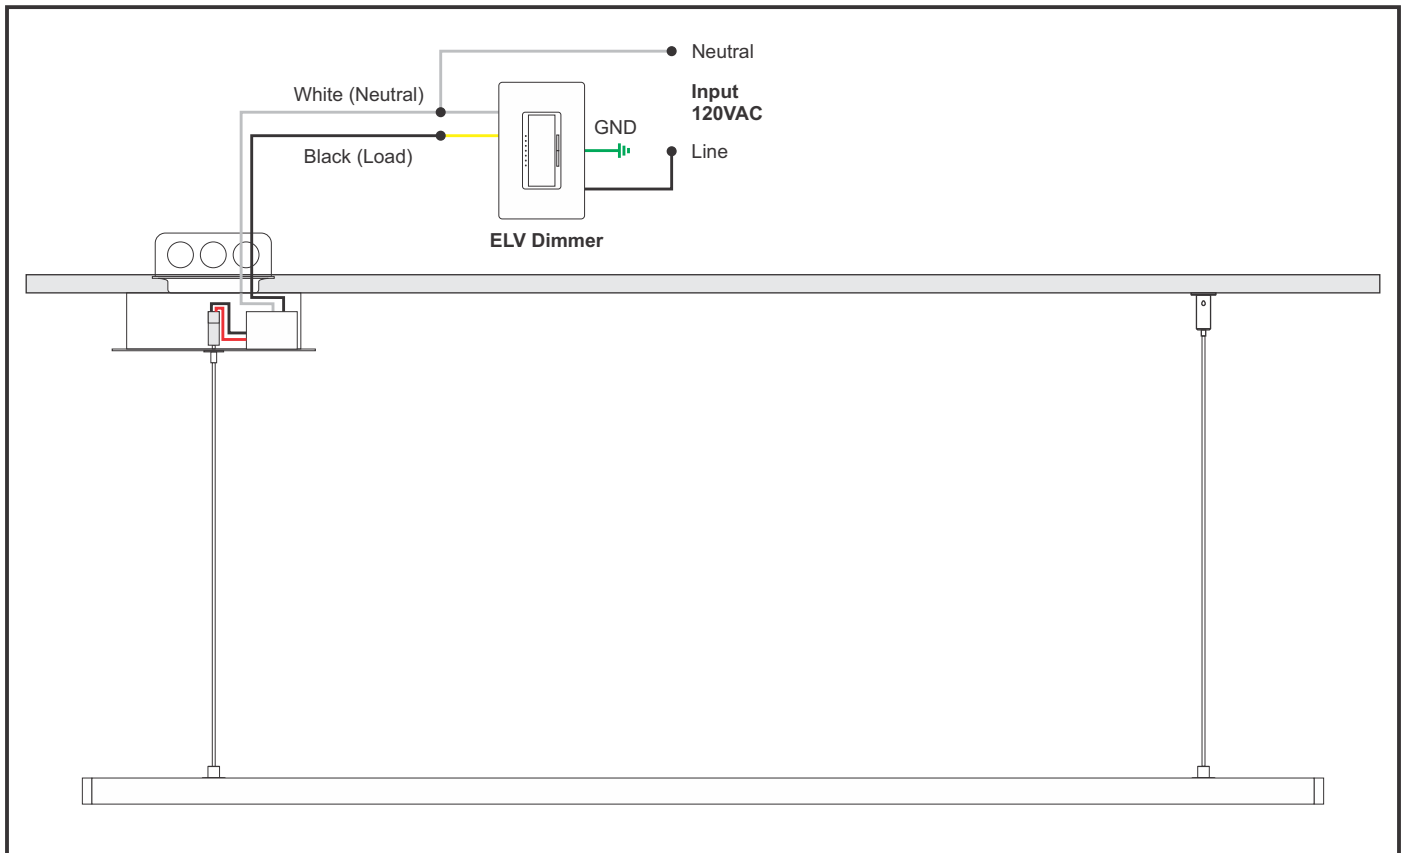 Neutral
White (Neutral)
Input
120VAC
GND
Black (Load)
Line
ELV Dimmer